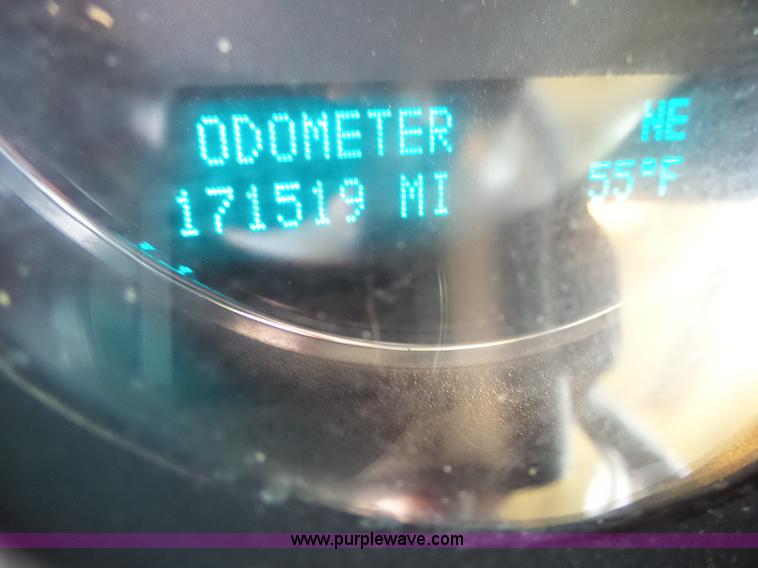 ODOMETER NE
171519 MI 55°F
www.purplewave.com